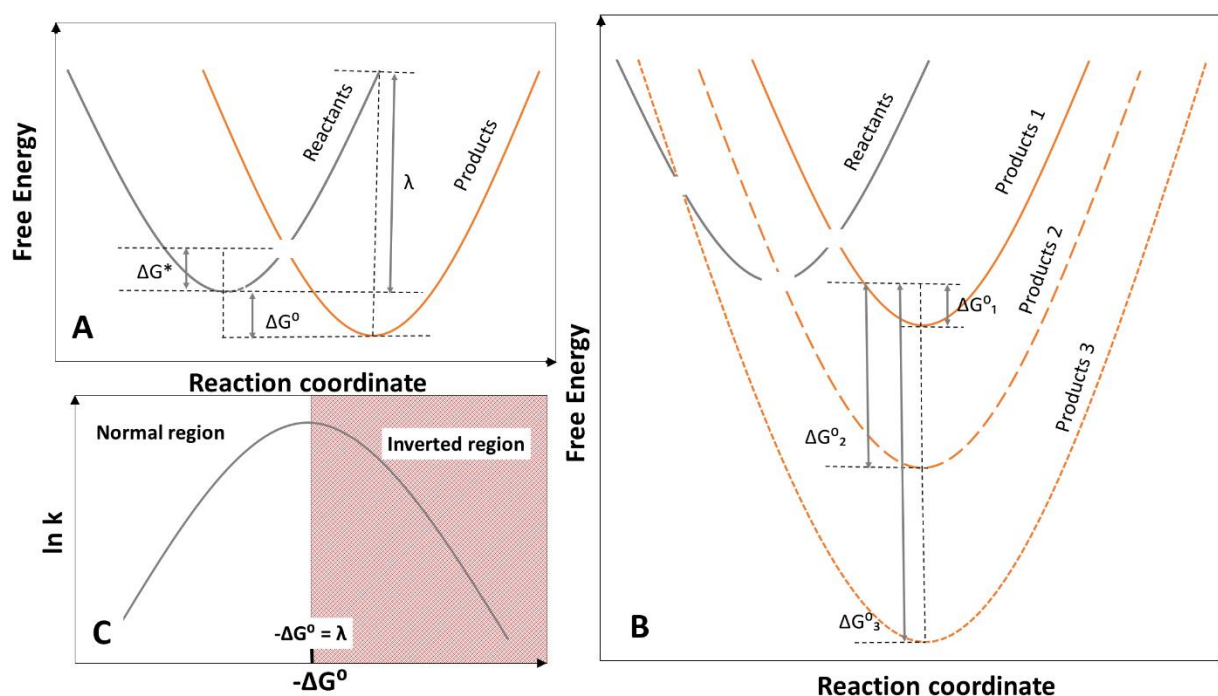 Free Energy
Reactants
Products
λ
ΔG*
ΔG⁰
A
Reaction coordinate
Normal region
Inverted region
ln k
C
-ΔG⁰ = λ
-ΔG⁰
Free Energy
Reactants
Products 1
Products 2
Products 3
ΔG⁰₁
ΔG⁰₂
ΔG⁰₃
B
Reaction coordinate